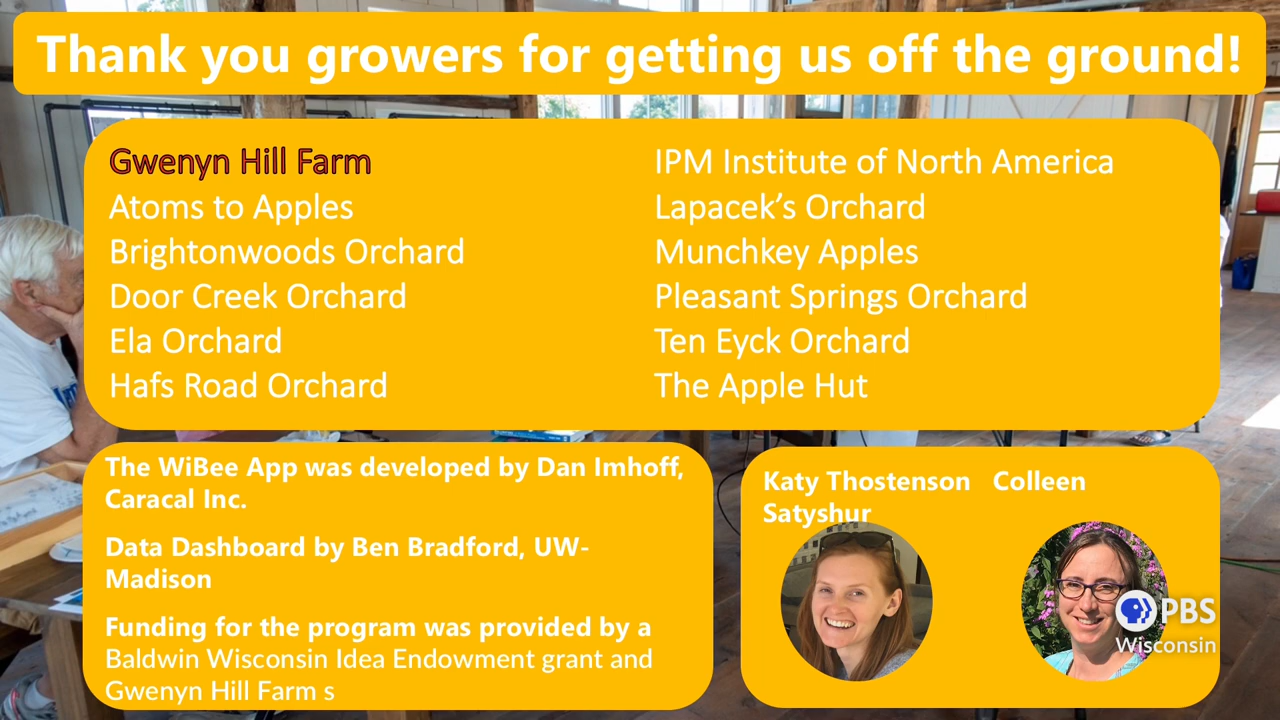 Thank you growers for getting us off the ground!
Gwenyn Hill Farm
Atoms to Apples
Brightonwoods Orchard
Door Creek Orchard
Ela Orchard
Hafs Road Orchard
IPM Institute of North America
Lapacek’s Orchard
Munchkey Apples
Pleasant Springs Orchard
Ten Eyck Orchard
The Apple Hut
The WiBee App was developed by Dan Imhoff,
Caracal Inc.
Data Dashboard by Ben Bradford, UW-
Madison
Funding for the program was provided by a
Baldwin Wisconsin Idea Endowment grant and
Gwenyn Hill Farm s
Katy Thostenson Colleen
Satyshur
PBS
Wisconsin